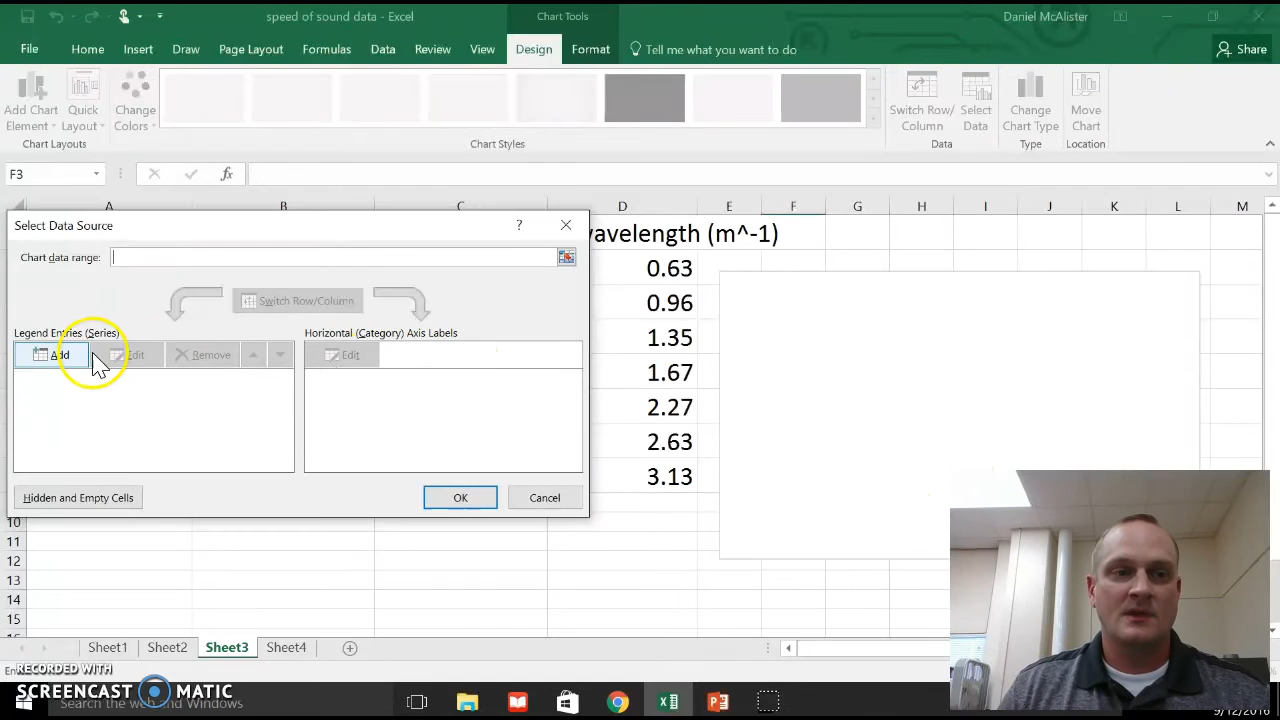 speed of sound data - Excel
Chart Tools
Daniel McAlister
File Home Insert Draw Page Layout Formulas Data Review View Design Format Tell me what you want to do Share
Add Chart Element
Quick Layout
Change Colors
Switch Row/ Column
Select Data
Change Chart Type
Move Chart
Chart Layouts
Chart Styles
Data
Type
Location
F3
fx
A B C D E F G H I J K L M
Select Data Source
?
Chart data range:
Switch Row/Column
Legend Entries (Series)
Horizontal (Category) Axis Labels
Add Edit Remove
Edit
Hidden and Empty Cells
OK
Cancel
wavelength (m^-1)
0.63
0.96
1.35
1.67
2.27
2.63
3.13
10
11
12
13
14
15
Sheet1 Sheet2 Sheet3 Sheet4
RECORDED WITH
SCREENCAST MATIC
Search the web and Windows
9/12/2016